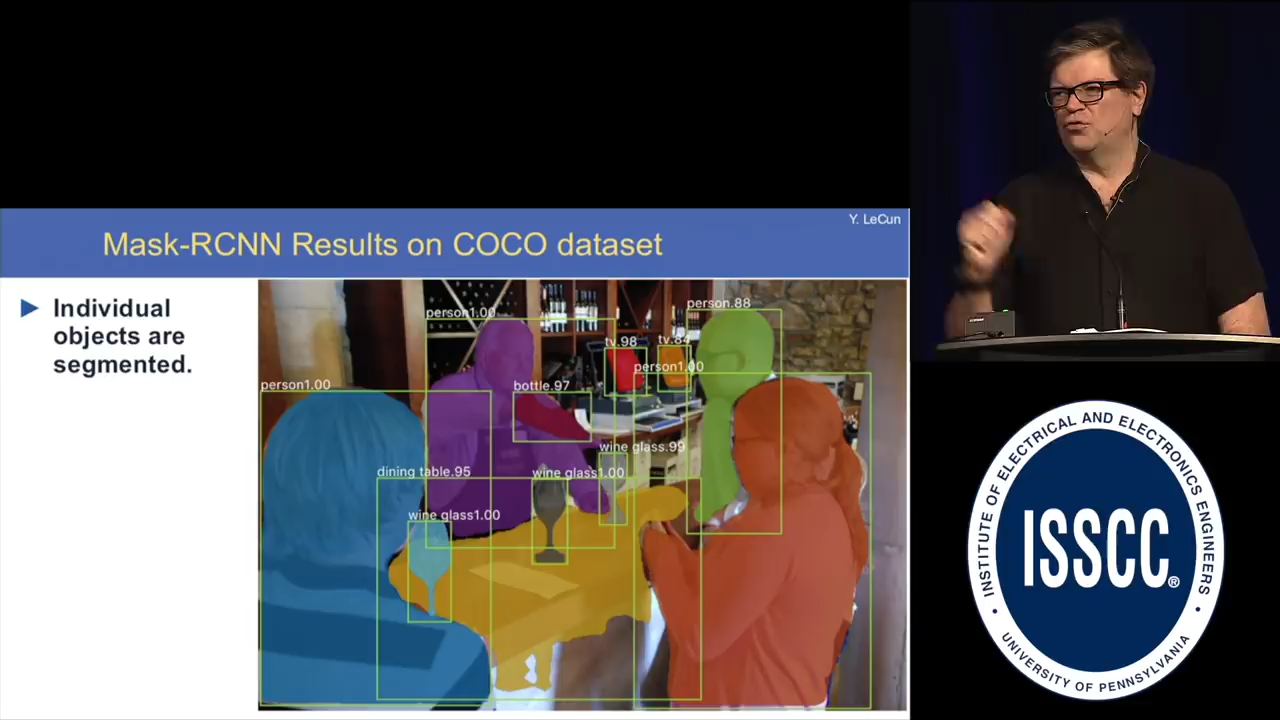 Y. LeCun
Mask-RCNN Results on COCO dataset
Individual
objects are
segmented.
person1.00
person.88
tv.98
tv.84
person1.00
person1.00
bottle.97
wine glass.99
dining table.95
wine glass1.00
wine glass1.00
INSTITUTE OF ELECTRICAL AND ELECTRONICS ENGINEERS
ISSCC®
UNIVERSITY OF PENNSYLVANIA